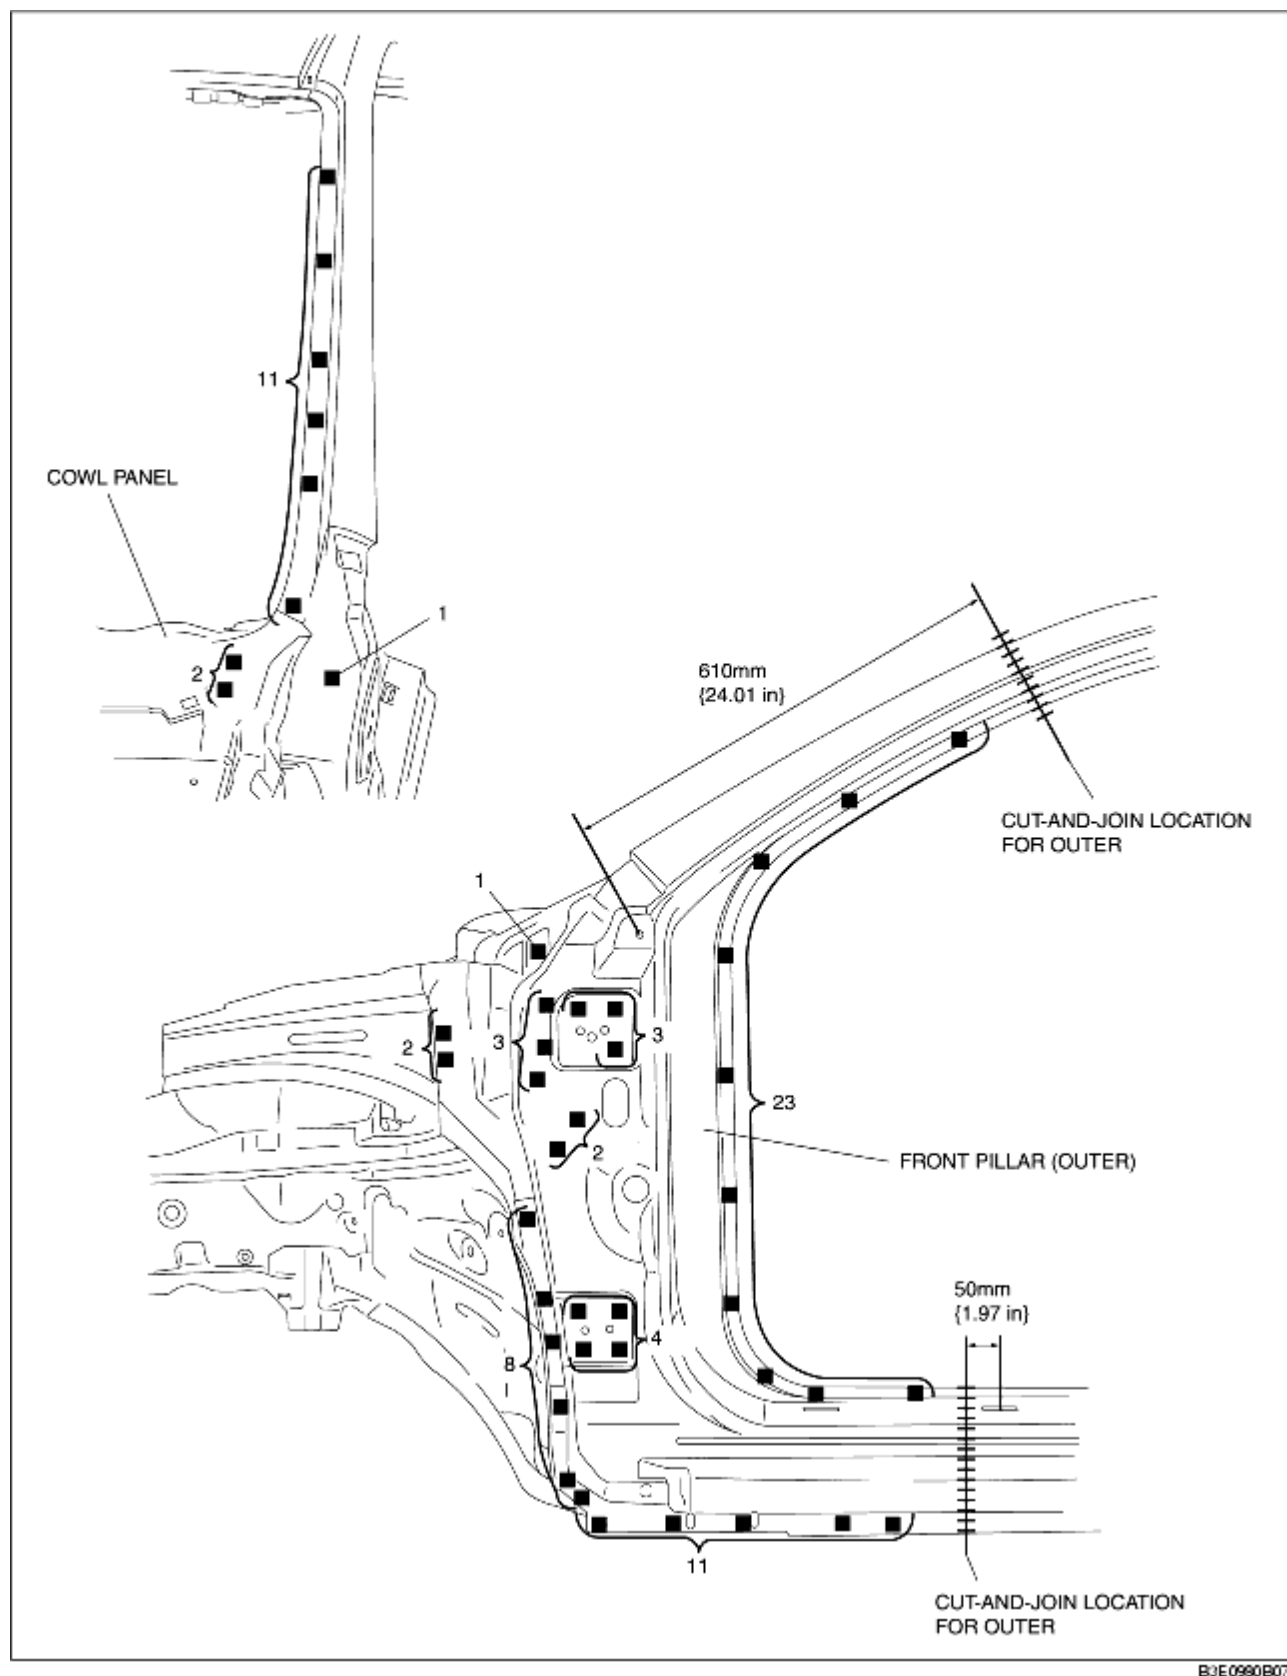 11
COWL PANEL
1
2
610mm
{24.01 in}
CUT-AND-JOIN LOCATION
FOR OUTER
1
2
3
3
23
2
FRONT PILLAR (OUTER)
50mm
{1.97 in}
4
8
11
CUT-AND-JOIN LOCATION
FOR OUTER
B3E0980B07